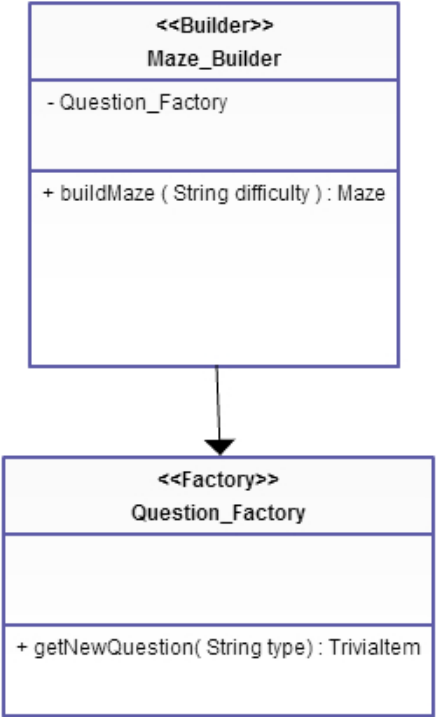 <<Builder>>
Maze_Builder
- Question_Factory
+ buildMaze ( String difficulty ) : Maze
<<Factory>>
Question_Factory
+ getNewQuestion( String type) : TriviaItem